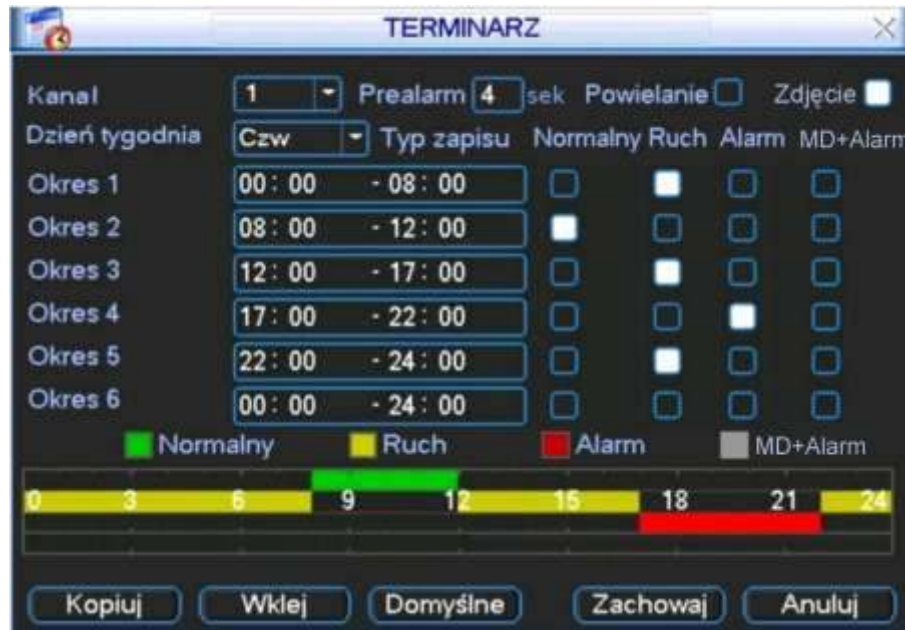 TERMINARZ
Kanał 1 Prealarm 4 sek Powielanie Zdjęcie
Dzień tygodnia Czw Typ zapisu Normalny Ruch Alarm MD+Alarm
Okres 1 00:00 - 08:00
Okres 2 08:00 - 12:00
Okres 3 12:00 - 17:00
Okres 4 17:00 - 22:00
Okres 5 22:00 - 24:00
Okres 6 00:00 - 24:00
Normalny Ruch Alarm MD+Alarm
0 3 6 9 12 15 18 21 24
Kopiuj Wklej Domyślne Zachowaj Anuluj